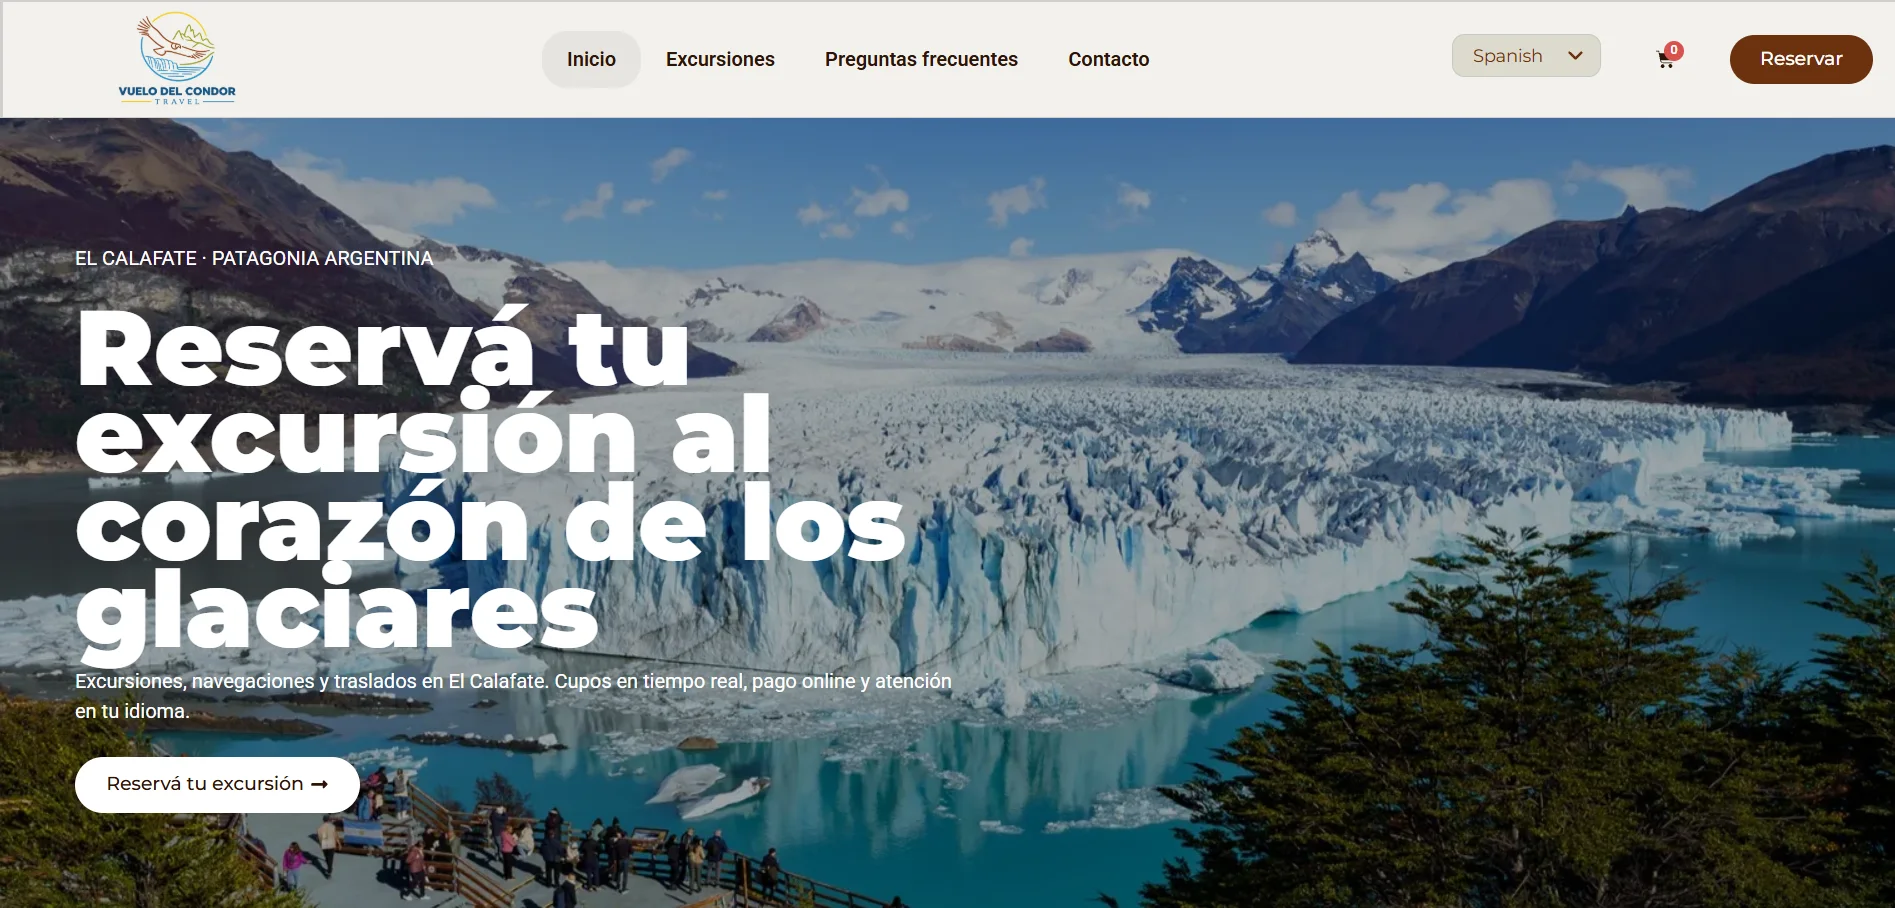 VUELO DEL CONDOR
TRAVEL
Inicio
Excursiones
Preguntas frecuentes
Contacto
Spanish
0
Reservar
EL CALAFATE · PATAGONIA ARGENTINA
Reservá tu
excursión al
corazón de los
glaciares
Excursiones, navegaciones y traslados en El Calafate. Cupos en tiempo real, pago online y atención
en tu idioma.
Reservá tu excursión →